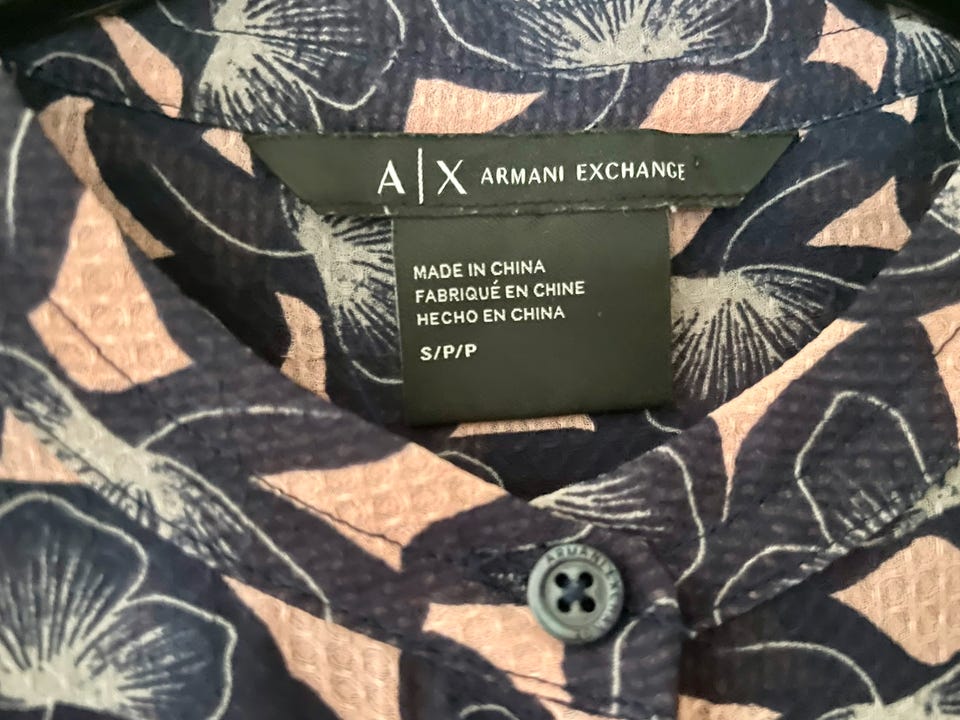 A|X ARMANI EXCHANGE
MADE IN CHINA
FABRIQUÉ EN CHINE
HECHO EN CHINA
S/P/P